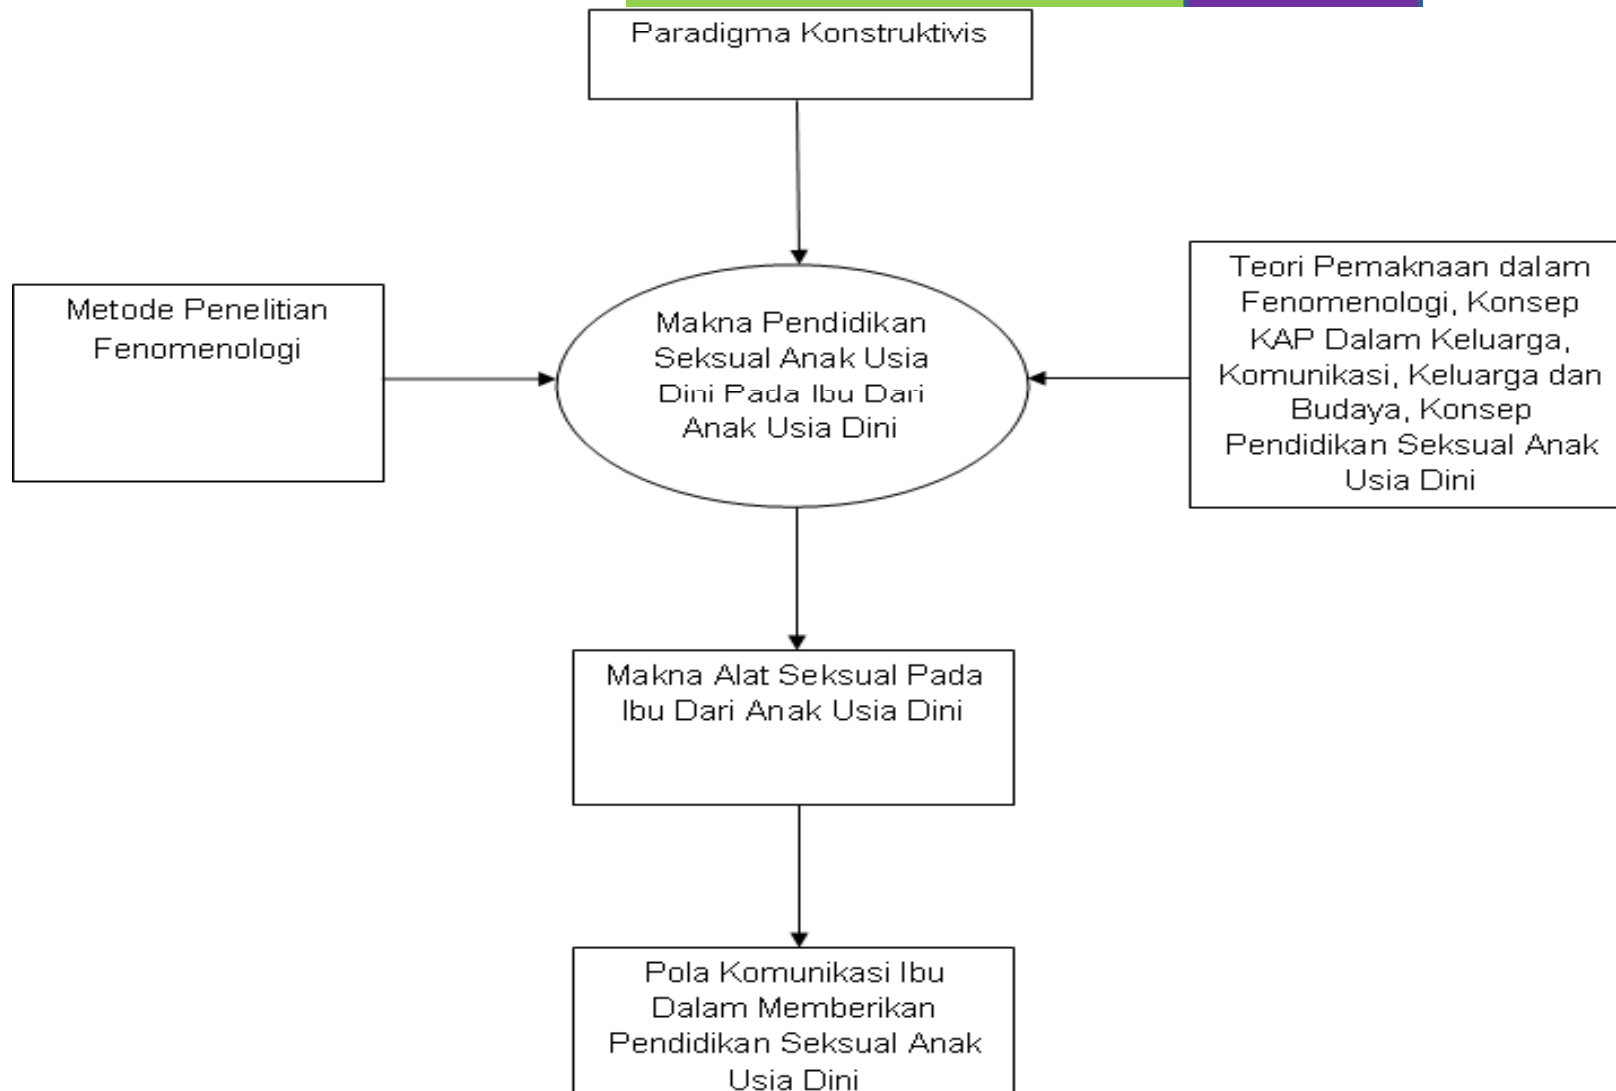 Paradigma Konstruktivis
Metode Penelitian
Fenomenologi
Makna Pendidikan
Seksual Anak Usia
Dini Pada Ibu Dari
Anak Usia Dini
Teori Pemaknaan dalam
Fenomenologi, Konsep
KAP Dalam Keluarga,
Komunikasi, Keluarga dan
Budaya, Konsep
Pendidikan Seksual Anak
Usia Dini
Makna Alat Seksual Pada
Ibu Dari Anak Usia Dini
Pola Komunikasi Ibu
Dalam Memberikan
Pendidikan Seksual Anak
Usia Dini